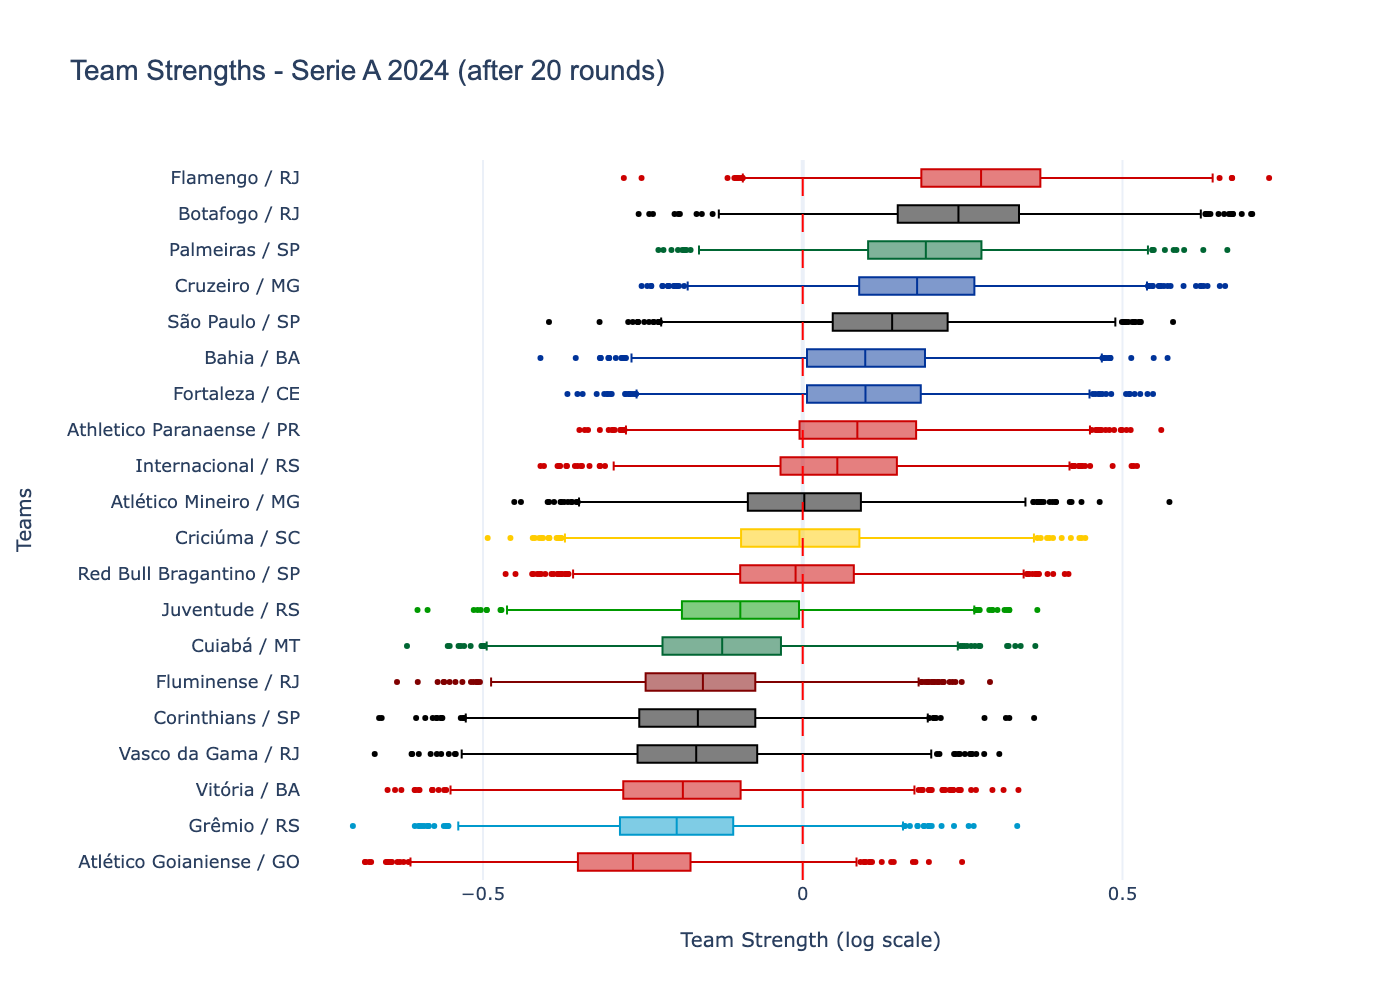 Team Strengths - Serie A 2024 (after 20 rounds)
Flamengo / RJ
Botafogo / RJ
Palmeiras / SP
Cruzeiro / MG
São Paulo / SP
Bahia / BA
Fortaleza / CE
Athletico Paranaense / PR
Internacional / RS
Atlético Mineiro / MG
Criciúma / SC
Red Bull Bragantino / SP
Juventude / RS
Cuiabá / MT
Fluminense / RJ
Corinthians / SP
Vasco da Gama / RJ
Vitória / BA
Grêmio / RS
Atlético Goianiense / GO
Teams
−0.5 0 0.5
Team Strength (log scale)